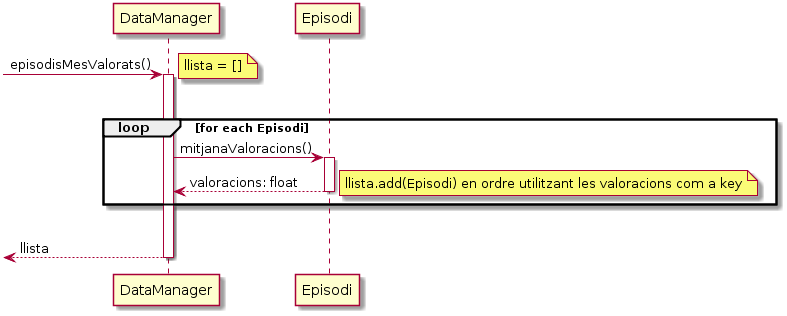 DataManager
Episodi
episodisMesValorats()
llista = []
loop
[for each Episodi]
mitjanaValoracions()
valoracions: float
llista.add(Episodi) en ordre utilitzant les valoracions com a key
llista
DataManager
Episodi